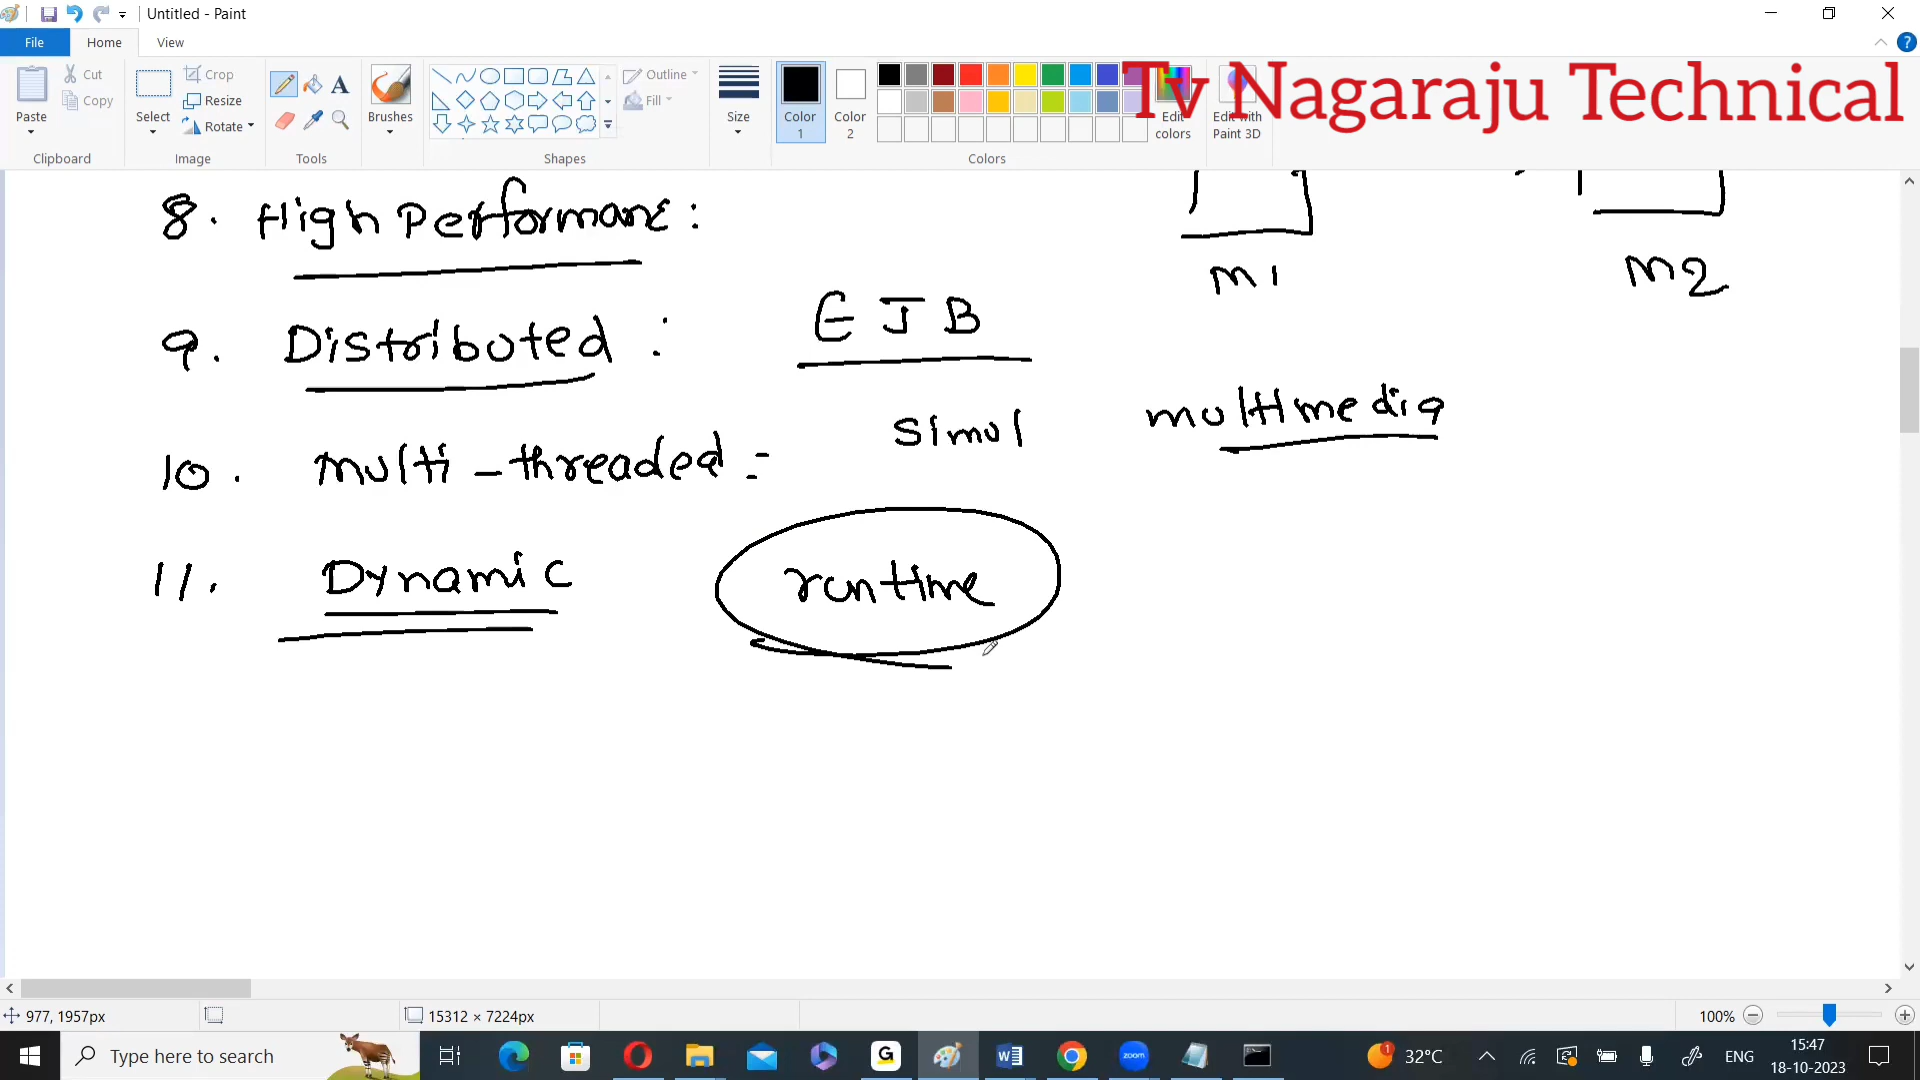 Untitled - Paint
File Home View
Cut
Copy
Paste
Clipboard
Crop
Resize
Rotate
Select
Image
Tools
Brushes
Outline
Fill
Shapes
Size
Color 1
Color 2
Edit colors
Edit with Paint 3D
Colors
Tv Nagaraju Technical
8. High Performance:
m1 m2
9. Distributed : EJB
10. multi-threaded = simul multimedia
11. Dynamic runtime
977, 1957px 15312 × 7224px 100%
Type here to search
G zoom 1 32°C ENG 15:47
18-10-2023